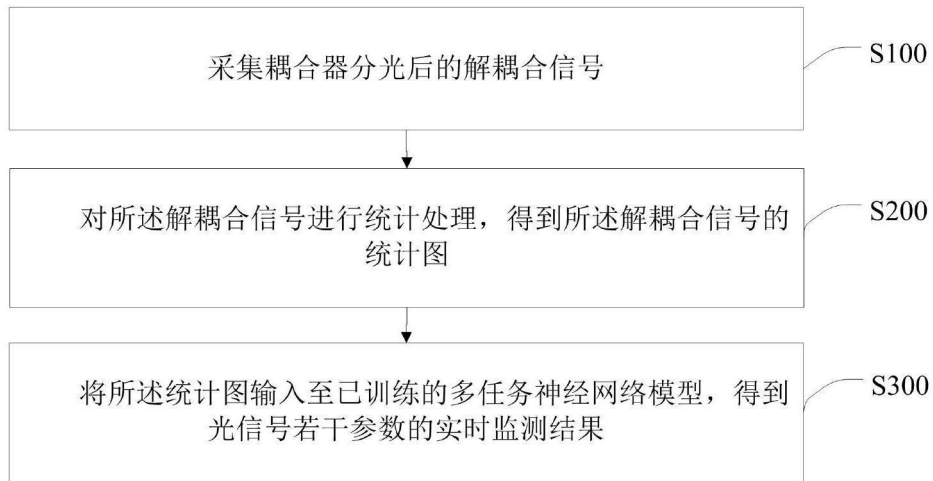 采集耦合器分光后的解耦合信号
S100
对所述解耦合信号进行统计处理，得到所述解耦合信号的
统计图
S200
将所述统计图输入至已训练的多任务神经网络模型，得到
光信号若干参数的实时监测结果
S300